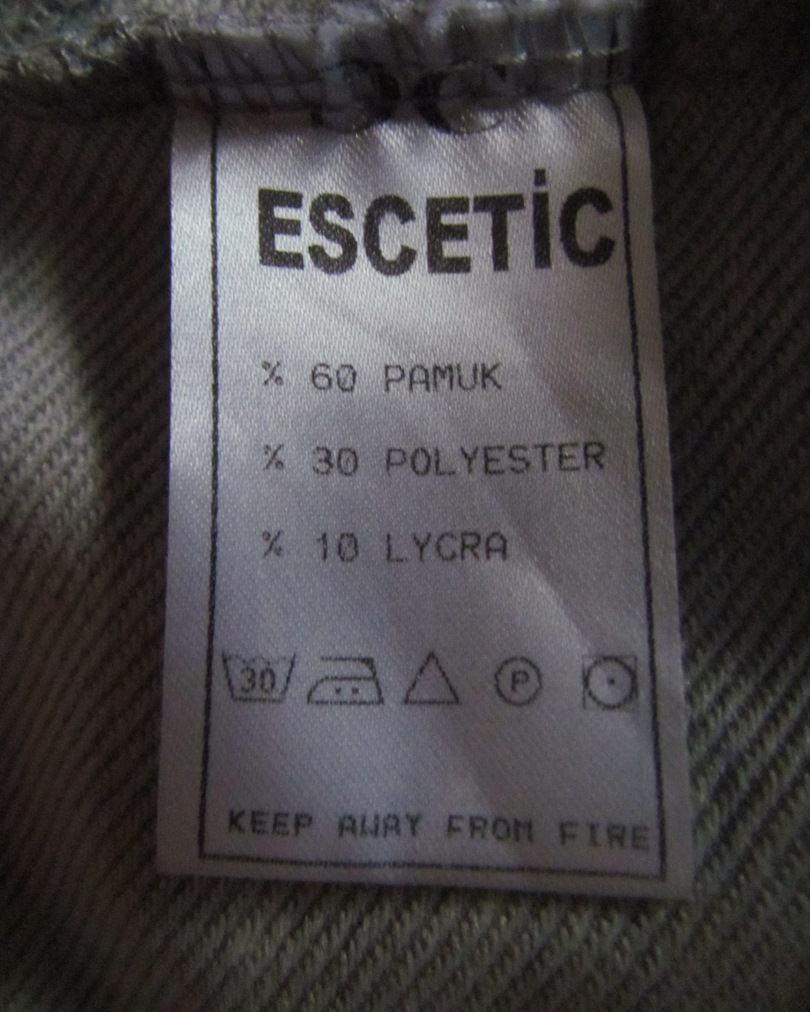 ESCETİC
% 60 PAMUK
% 30 POLYESTER
% 10 LYCRA
30 P
KEEP AWAY FROM FIRE